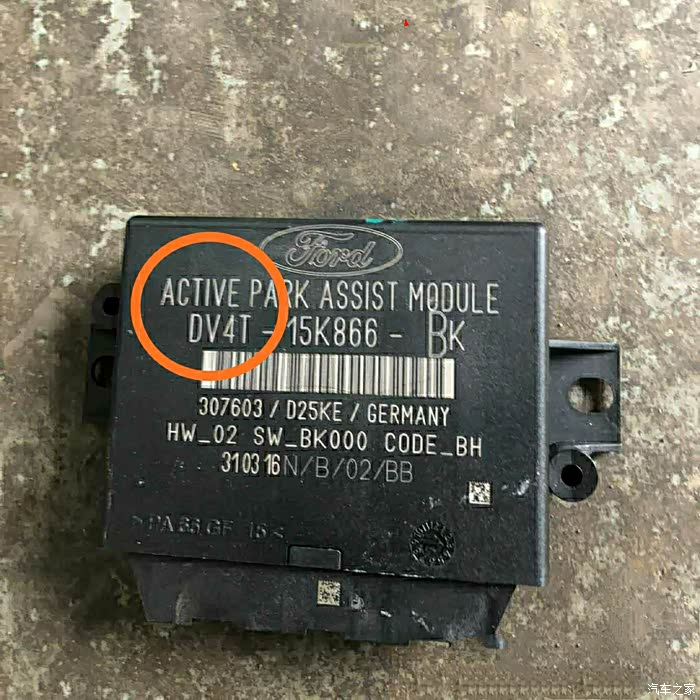 Ford
ACTIVE PARK ASSIST MODULE
DV4T - 15K866 - BK
307603 / D25KE / GERMANY
HW_02 SW_BK000 CODE_BH
310316N/B/02/BB
汽车之家